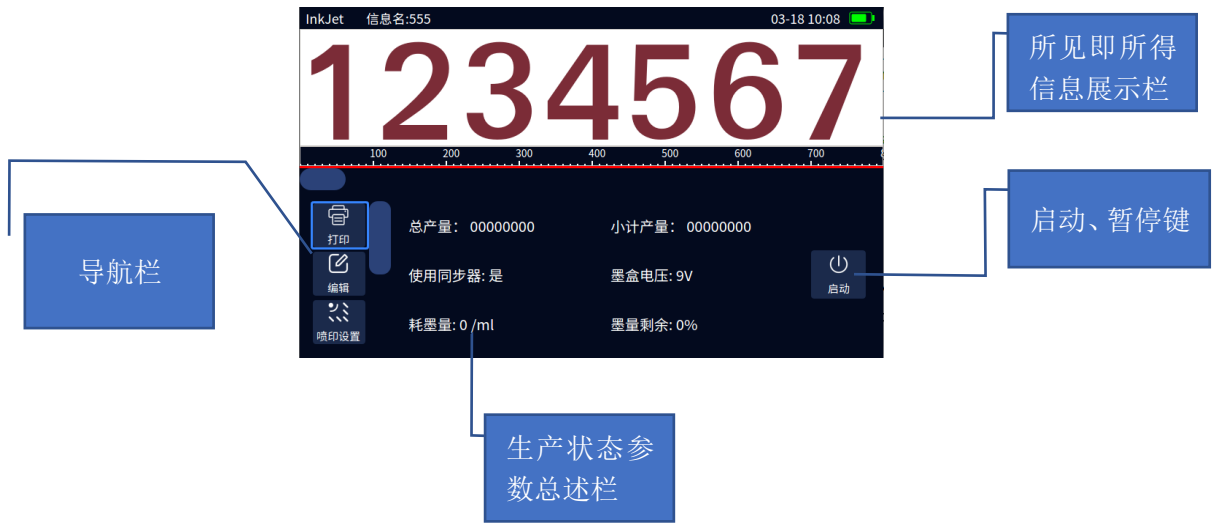 InkJet 信息名:555 03-18 10:08
1234567
100 200 300 400 500 600 700
所见即所得
信息展示栏
导航栏
打印
编辑
喷印设置
总产量: 00000000 小计产量: 00000000
使用同步器: 是 墨盒电压: 9V
耗墨量: 0 /ml 墨量剩余: 0%
启动
启动、暂停键
生产状态参
数总述栏